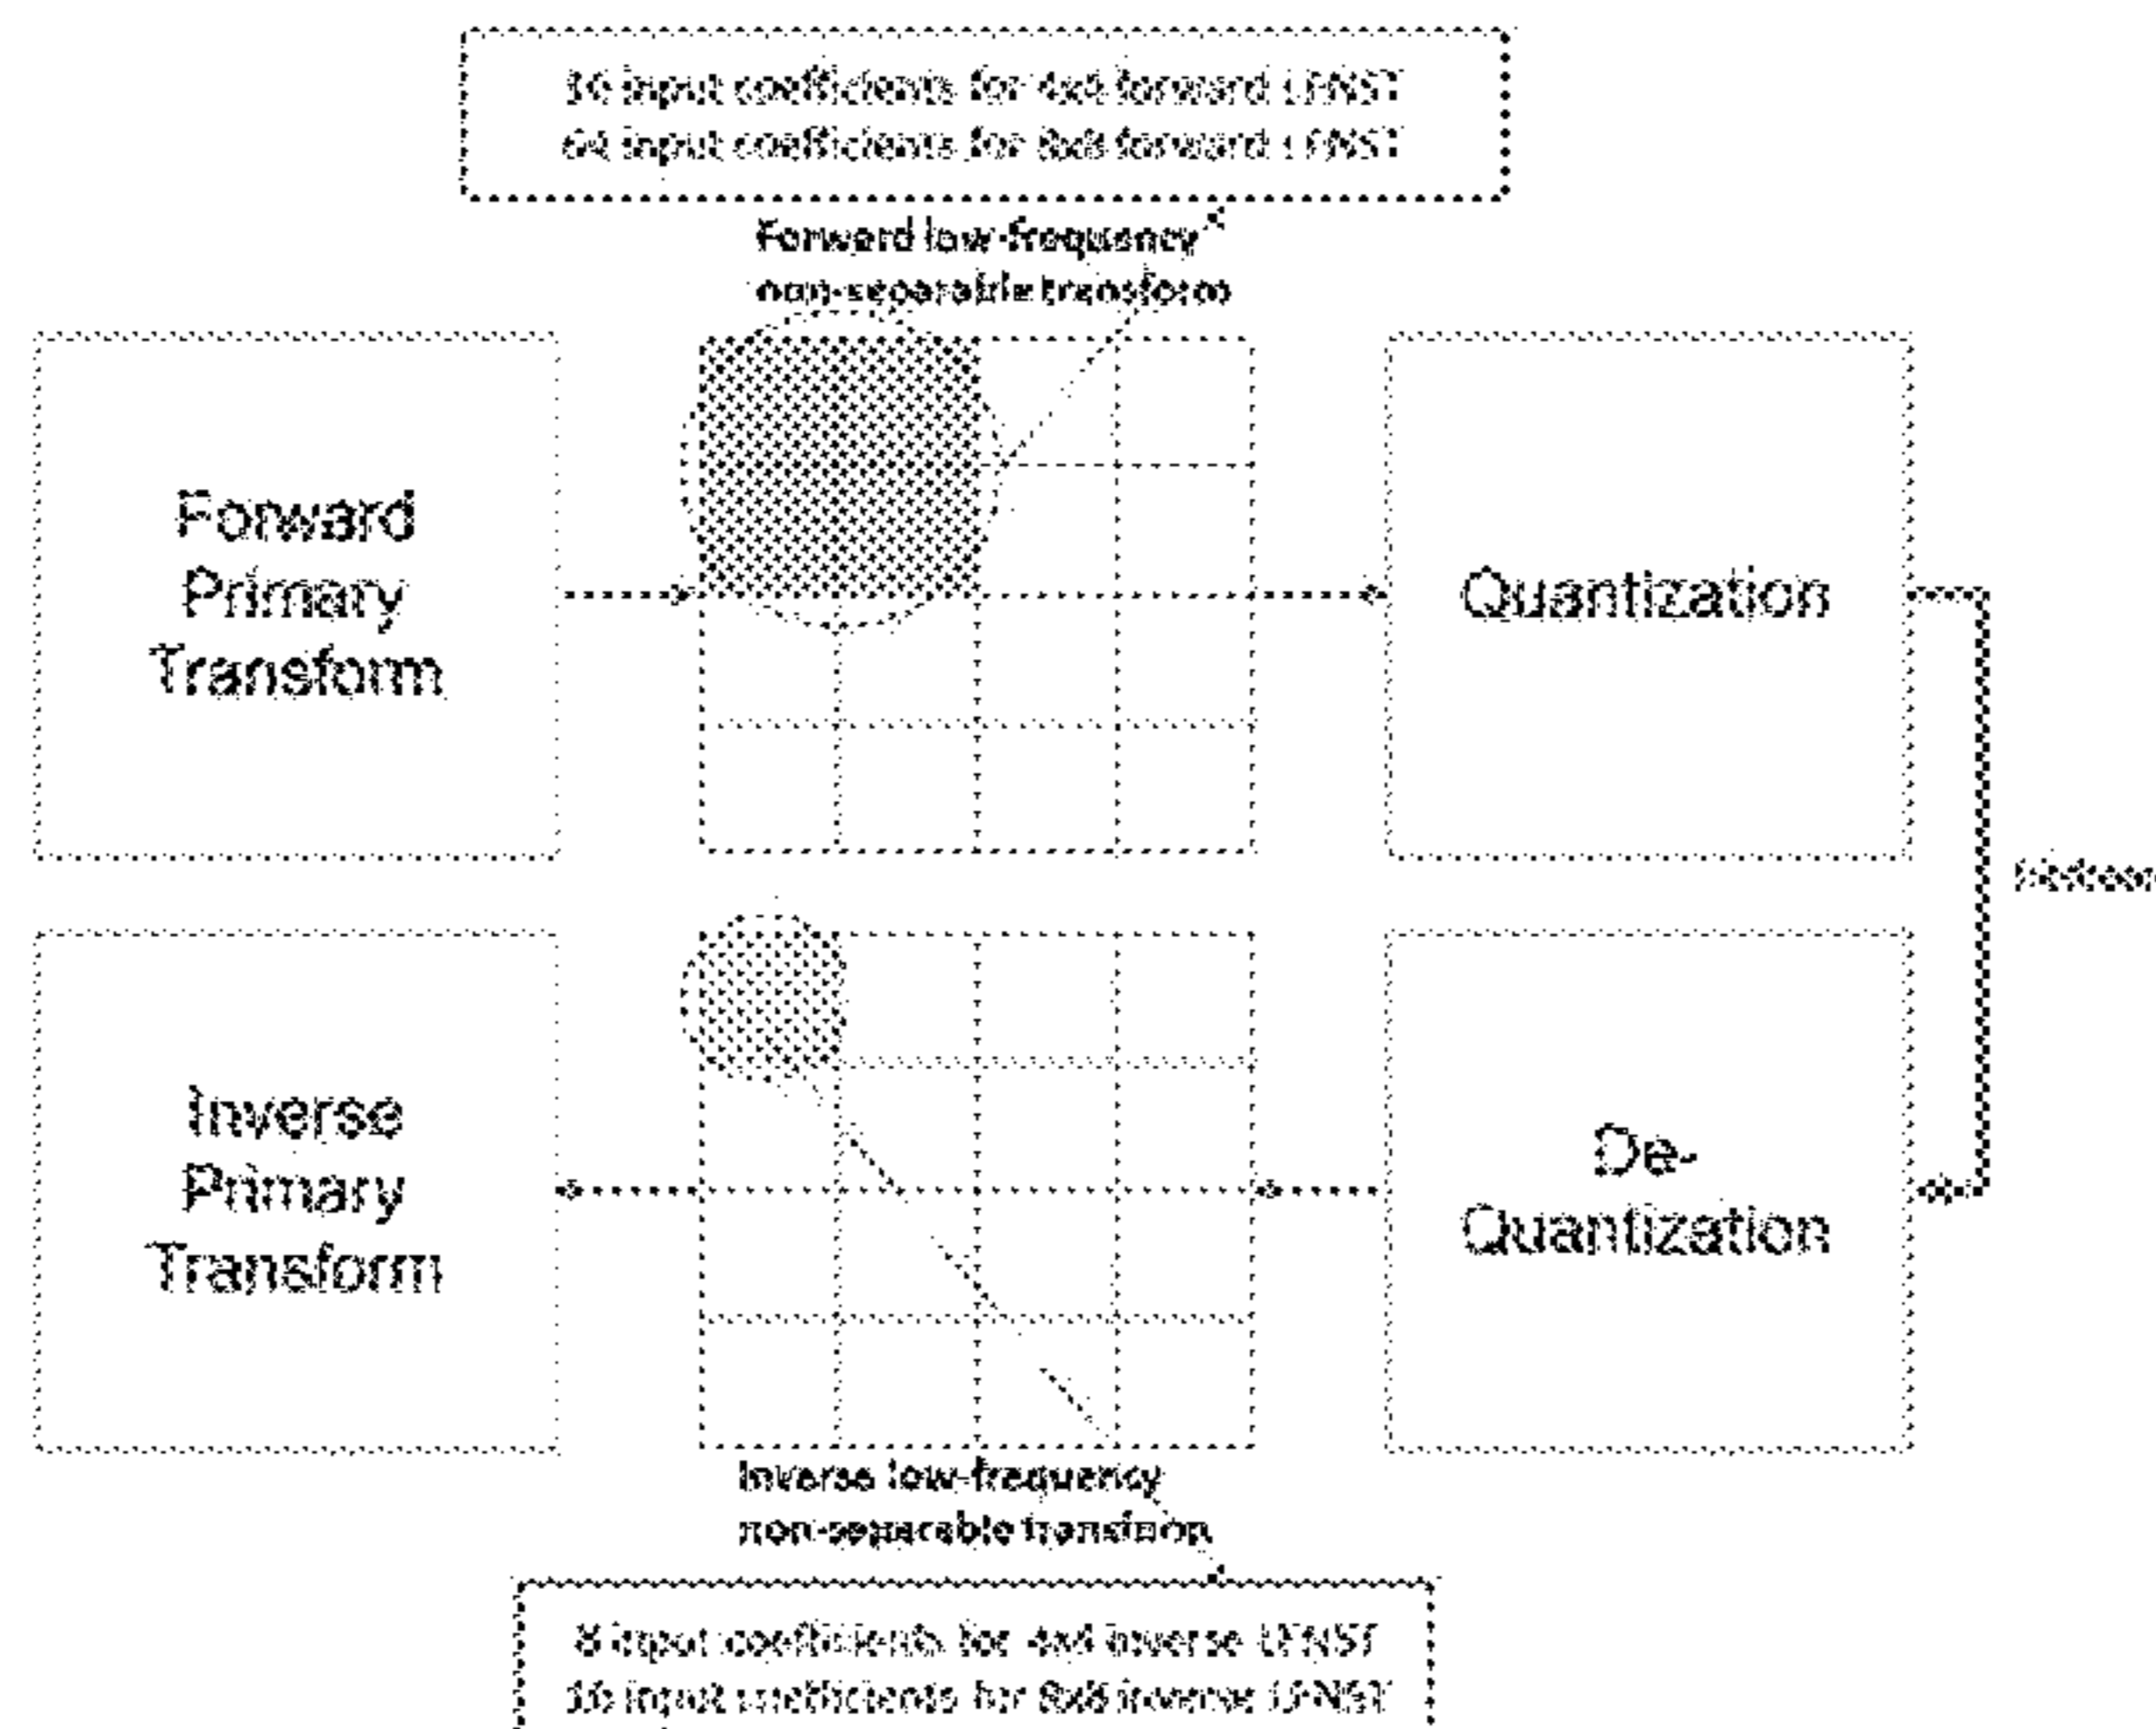 16 input coefficients for 4x4 forward LFNST
64 input coefficients for 8x8 forward LFNST
Forward low-frequency
non-separable transform
Forward
Primary
Transform
Quantization
Inverse
Primary
Transform
De-
Quantization
Inverse low-frequency
non-separable transform
8 input coefficients for 4x4 inverse LFNST
16 input coefficients for 8x8 inverse LFNST